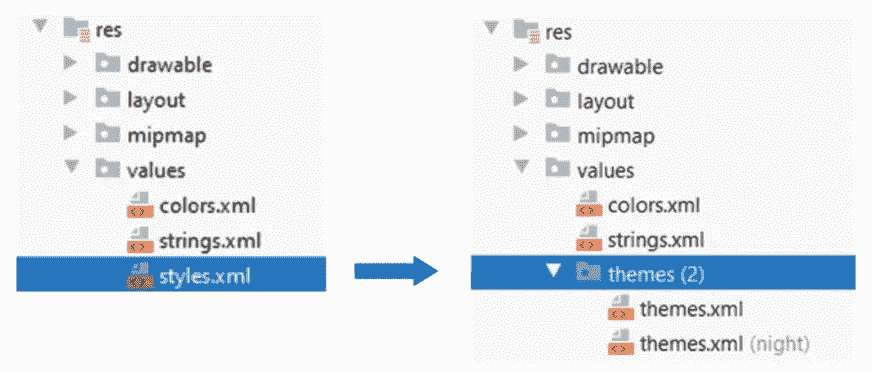 res
drawable
layout
mipmap
values
colors.xml
strings.xml
styles.xml
res
drawable
layout
mipmap
values
colors.xml
strings.xml
themes (2)
themes.xml
themes.xml (night)